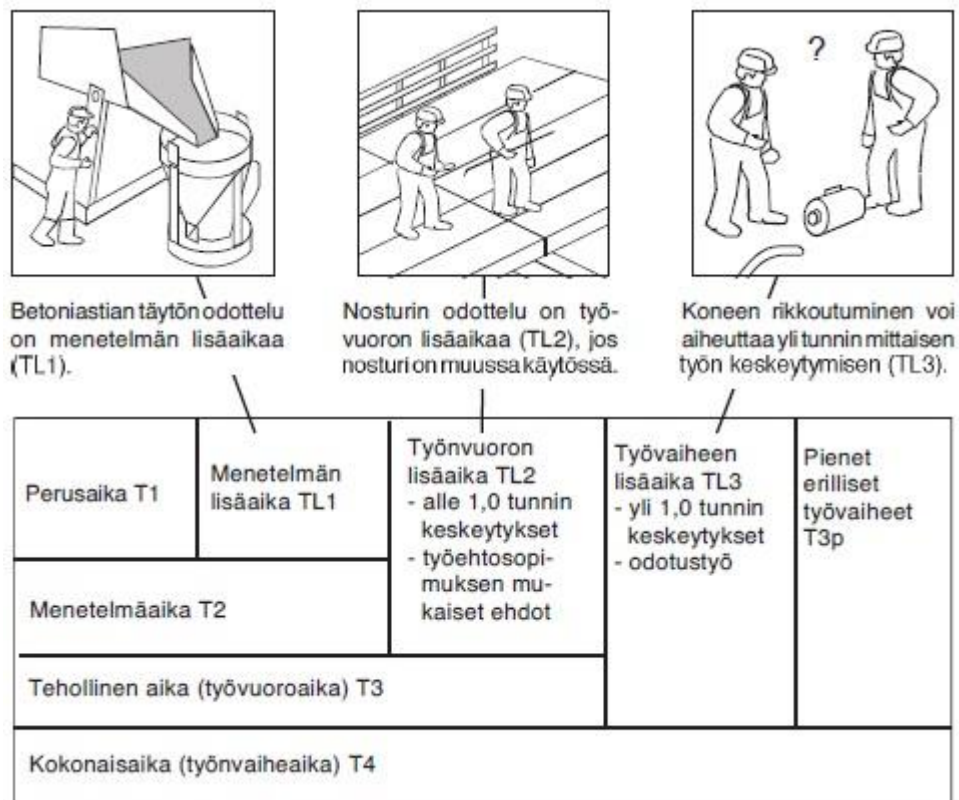 ?
Betoniastian täytön odottelu
on menetelmän lisäaikaa
(TL1).
Nosturin odottelu on työ-
vuoron lisäaikaa (TL2), jos
nosturi on muussa käytössä.
Koneen rikkoutuminen voi
aiheuttaa yli tunnin mittaisen
työn keskeytymisen (TL3).
Perusaika T1
Menetelmän
lisäaika TL1
Työnvuoron
lisäaika TL2
- alle 1,0 tunnin
keskeytykset
- työehtosopi-
muksen mu-
kaiset ehdot
Työvaiheen
lisäaika TL3
- yli 1,0 tunnin
keskeytykset
- odotustyö
Pienet
erilliset
työvaiheet
T3p
Menetelmäaika T2
Tehollinen aika (työvuoroaika) T3
Kokonaisaika (työnvaiheaika) T4